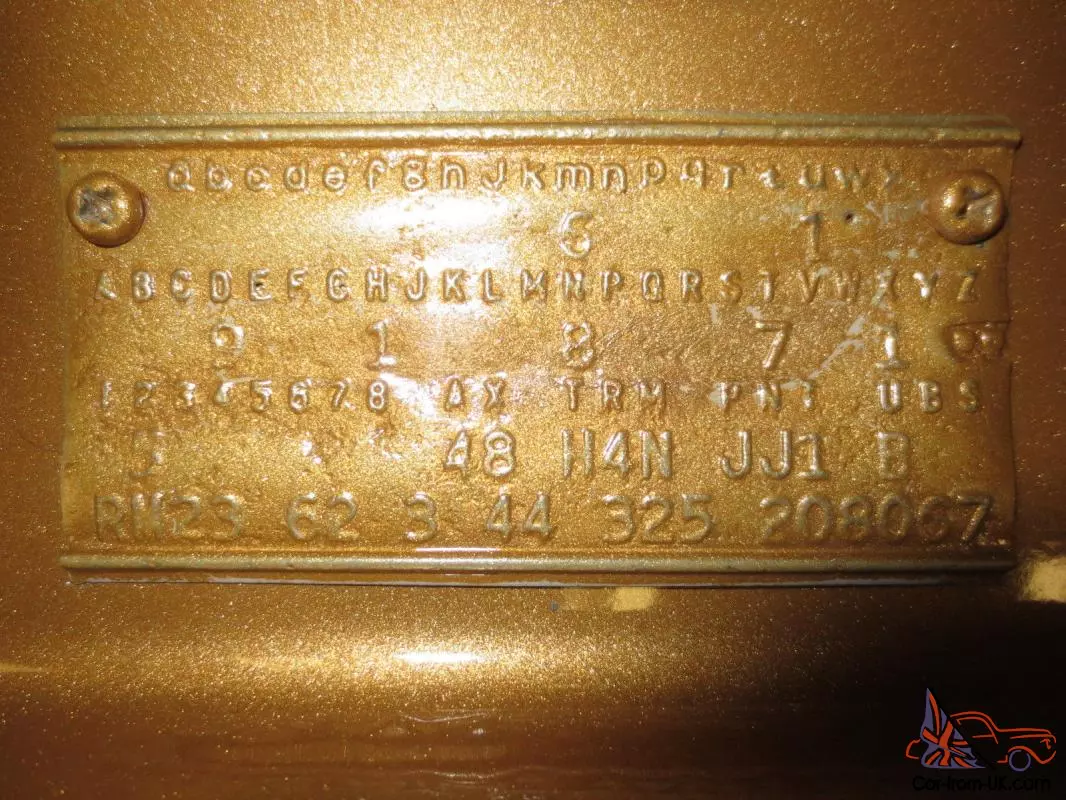 abcdefghJkmnpqrtuwx
6 1
ABCDEFGHJKLMNPQRSTVWXYZ
9 1 8 7 1 B
12345678 AX TRM PNT UBS
48 H4N JJ1 B
RM23 62 3 44 325 208067
Car-from-UK.com